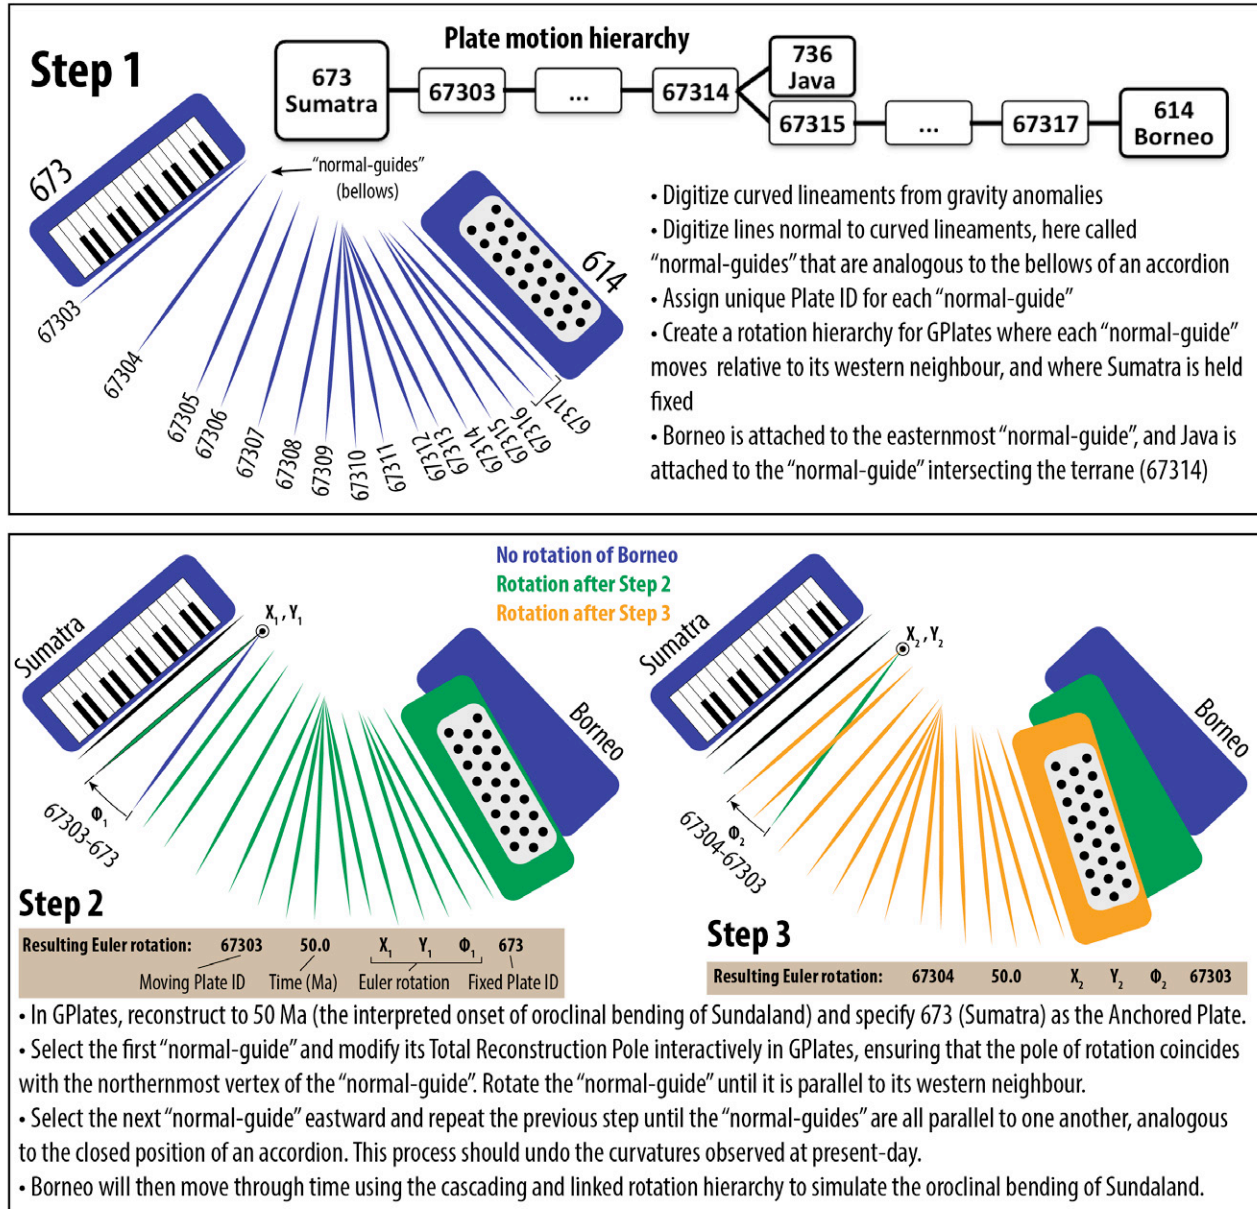 Step 1
Plate motion hierarchy
673
Sumatra
67303
...
67314
736
Java
67315
...
67317
614
Borneo
673
"normal-guides"
(bellows)
614
67303
67304
67305
67306
67307
67308
67309
67310
67311
67312
67313
67314
67315
67316
67317
• Digitize curved lineaments from gravity anomalies
• Digitize lines normal to curved lineaments, here called
"normal-guides" that are analogous to the bellows of an accordion
• Assign unique Plate ID for each "normal-guide"
• Create a rotation hierarchy for GPlates where each "normal-guide"
moves relative to its western neighbour, and where Sumatra is held
fixed
• Borneo is attached to the easternmost "normal-guide", and Java is
attached to the "normal-guide" intersecting the terrane (67314)
No rotation of Borneo
Rotation after Step 2
Rotation after Step 3
Sumatra
X₁, Y₁
Borneo
Φ₁
67303-673
Step 2
Resulting Euler rotation: 67303 50.0 X₁ Y₁ Φ₁ 673
Moving Plate ID Time (Ma) Euler rotation Fixed Plate ID
Sumatra
X₂, Y₂
Borneo
Φ₂
67304-67303
Step 3
Resulting Euler rotation: 67304 50.0 X₂ Y₂ Φ₂ 67303
• In GPlates, reconstruct to 50 Ma (the interpreted onset of oroclinal bending of Sundaland) and specify 673 (Sumatra) as the Anchored Plate.
• Select the first "normal-guide" and modify its Total Reconstruction Pole interactively in GPlates, ensuring that the pole of rotation coincides
with the northernmost vertex of the "normal-guide". Rotate the "normal-guide" until it is parallel to its western neighbour.
• Select the next "normal-guide" eastward and repeat the previous step until the "normal-guides" are all parallel to one another, analogous
to the closed position of an accordion. This process should undo the curvatures observed at present-day.
• Borneo will then move through time using the cascading and linked rotation hierarchy to simulate the oroclinal bending of Sundaland.